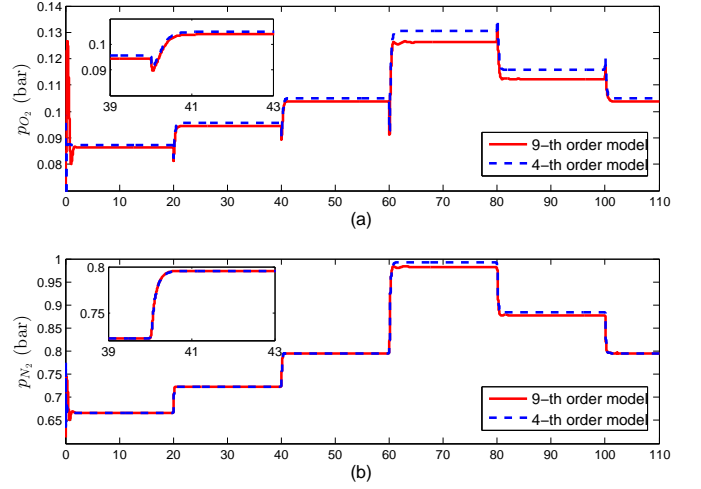 0.14
0.13
0.12
0.11
0.1
0.09
0.08
p_{O_2} (bar)
0.1
0.09
39 41 43
9-th order model
4-th order model
0 10 20 30 40 50 60 70 80 90 100 110
(a)
1
0.95
0.9
0.85
0.8
0.75
0.7
0.65
p_{N_2} (bar)
0.8
0.75
39 41 43
9-th order model
4-th order model
0 10 20 30 40 50 60 70 80 90 100 110
(b)